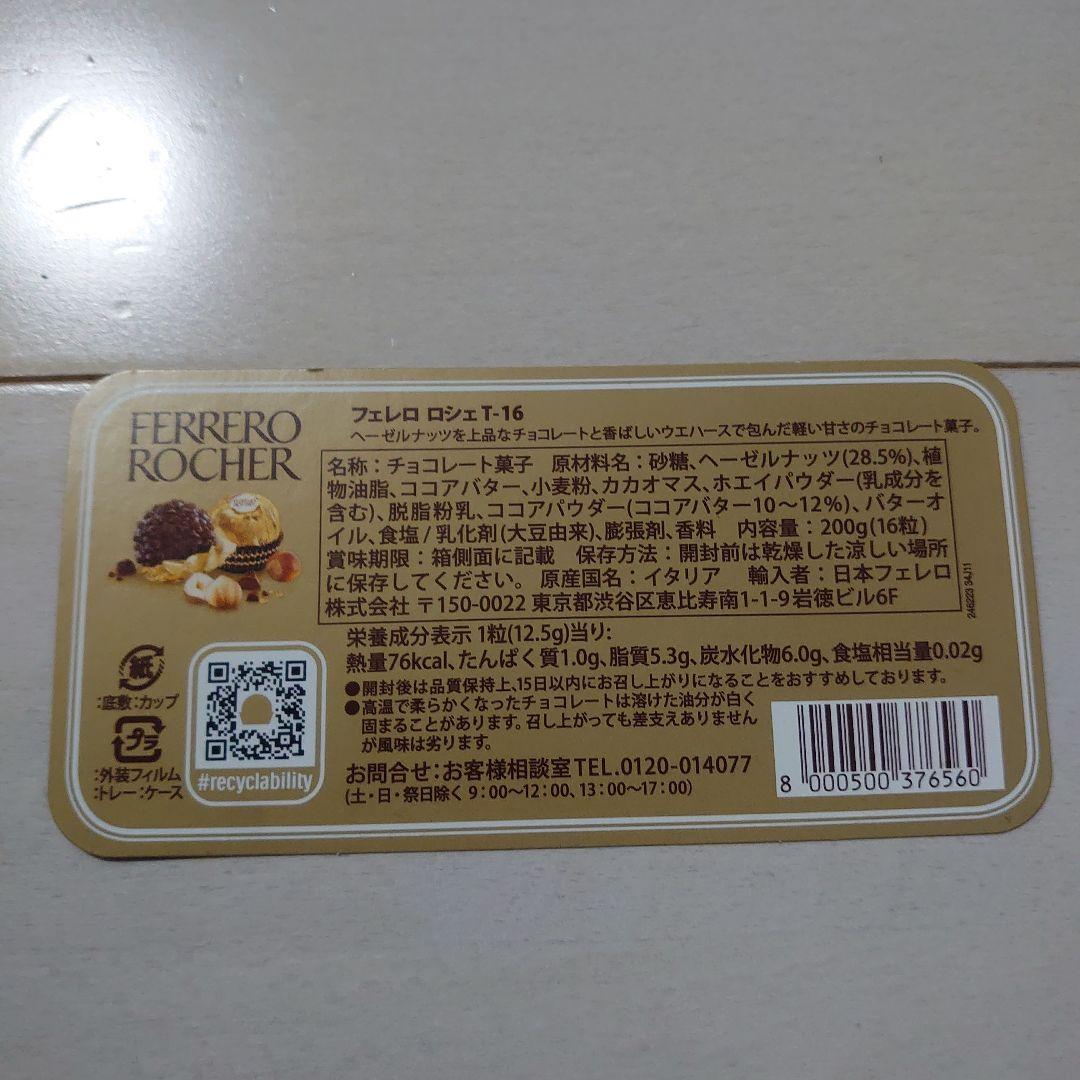 FERRERO
ROCHER
フェレロ ロシェ T-16
ヘーゼルナッツを上品なチョコレートと香ばしいウエハースで包んだ軽い甘さのチョコレート菓子。
名称：チョコレート菓子　原材料名：砂糖、ヘーゼルナッツ(28.5%)、植
物油脂、ココアバター、小麦粉、カカオマス、ホエイパウダー(乳成分を
含む)、脱脂粉乳、ココアパウダー(ココアバター10〜12%)、バターオ
イル、食塩 / 乳化剤(大豆由来)、膨張剤、香料　内容量：200g(16粒)
賞味期限：箱側面に記載　保存方法：開封前は乾燥した涼しい場所
に保存してください。 原産国名：イタリア　輸入者：日本フェレロ
株式会社 〒150-0022 東京都渋谷区恵比寿南1-1-9 岩徳ビル6F
栄養成分表示 1粒(12.5g)当り:
熱量76kcal、たんぱく質1.0g、脂質5.3g、炭水化物6.0g、食塩相当量0.02g
●開封後は品質保持上、15日以内にお召し上がりになることをおすすめしております。
●高温で柔らかくなったチョコレートは溶けた油分が白く
固まることがあります。召し上がっても差支えありません
が風味は劣ります。
お問合せ：お客様相談室 TEL.0120-014077
(土・日・祭日除く 9：00〜12：00、13：00〜17：00)
紙
:底敷:カップ
プラ
:外装フィルム
:トレー:ケース
#recyclability
8 000500 376560